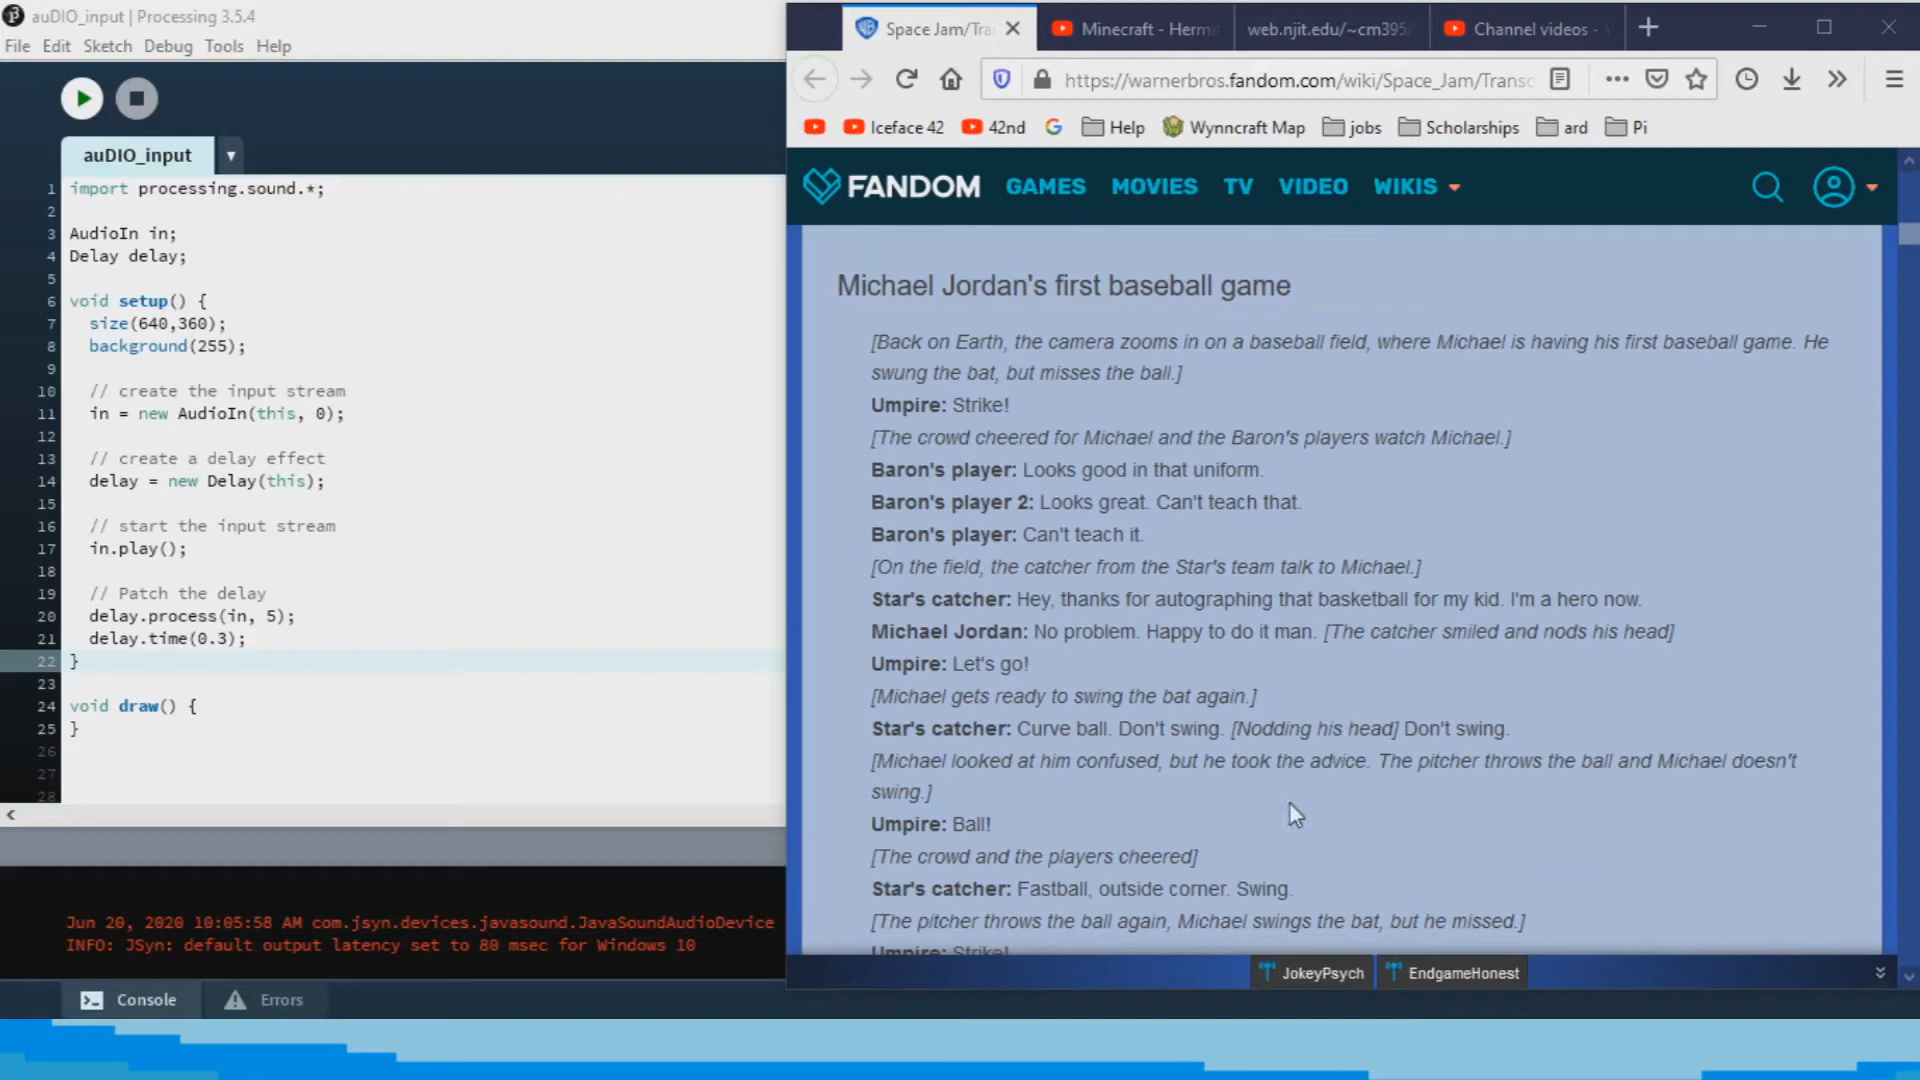 auDIO_input | Processing 3.5.4
File Edit Sketch Debug Tools Help
auDIO_input
1 import processing.sound.*;
2
3 AudioIn in;
4 Delay delay;
5
6 void setup() {
7 size(640,360);
8 background(255);
9
10 // create the input stream
11 in = new AudioIn(this, 0);
12
13 // create a delay effect
14 delay = new Delay(this);
15
16 // start the input stream
17 in.play();
18
19 // Patch the delay
20 delay.process(in, 5);
21 delay.time(0.3);
22 }
23
24 void draw() {
25 }
26
27
28
Jun 20, 2020 10:05:58 AM com.jsyn.devices.javasound.JavaSoundAudioDevice
INFO: JSyn: default output latency set to 80 msec for Windows 10
Console Errors
Space Jam/Tra Minecraft - Hermi web.njit.edu/~cm395/ Channel videos -
https://warnerbros.fandom.com/wiki/Space_Jam/Transc
Iceface 42 42nd Help Wynncraft Map jobs Scholarships ard Pi
FANDOM GAMES MOVIES TV VIDEO WIKIS
Michael Jordan's first baseball game
[Back on Earth, the camera zooms in on a baseball field, where Michael is having his first baseball game. He
swung the bat, but misses the ball.]
Umpire: Strike!
[The crowd cheered for Michael and the Baron's players watch Michael.]
Baron's player: Looks good in that uniform.
Baron's player 2: Looks great. Can't teach that.
Baron's player: Can't teach it.
[On the field, the catcher from the Star's team talk to Michael.]
Star's catcher: Hey, thanks for autographing that basketball for my kid. I'm a hero now.
Michael Jordan: No problem. Happy to do it man. [The catcher smiled and nods his head]
Umpire: Let's go!
[Michael gets ready to swing the bat again.]
Star's catcher: Curve ball. Don't swing. [Nodding his head] Don't swing.
[Michael looked at him confused, but he took the advice. The pitcher throws the ball and Michael doesn't
swing.]
Umpire: Ball!
[The crowd and the players cheered]
Star's catcher: Fastball, outside corner. Swing.
[The pitcher throws the ball again, Michael swings the bat, but he missed.]
Umpire: Strike!
JokeyPsych EndgameHonest